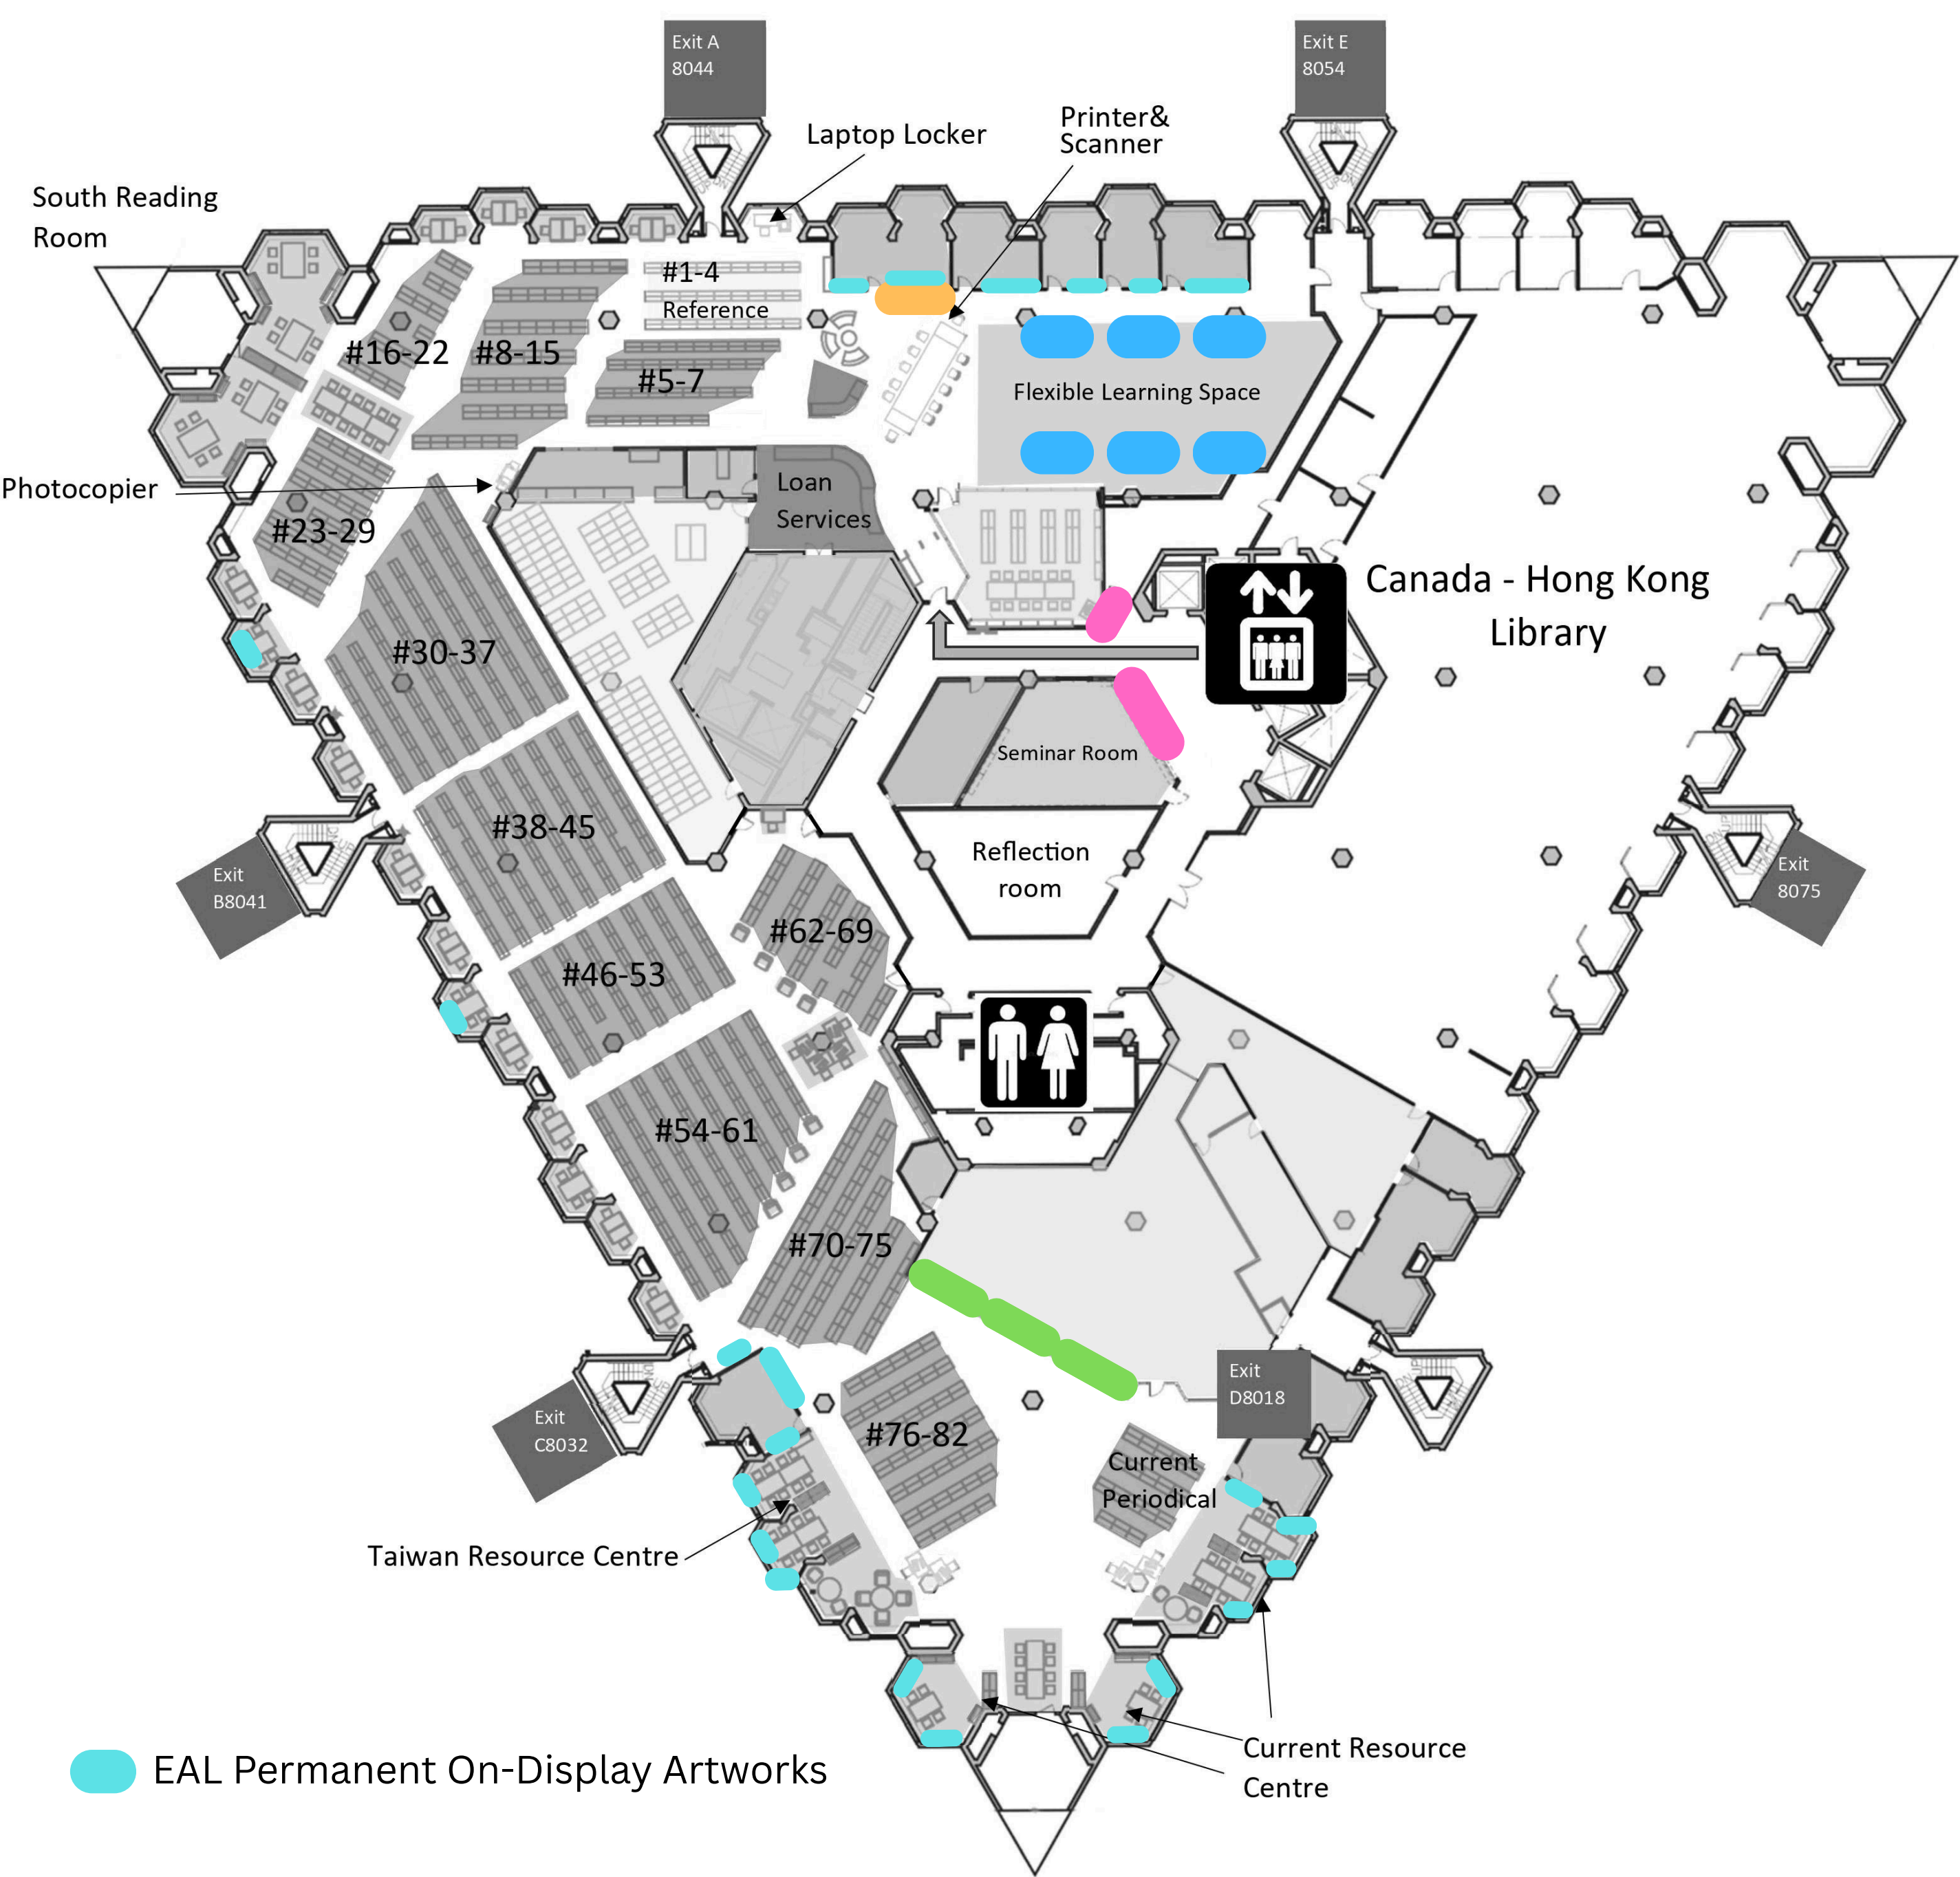 Exit A
8044
Exit E
8054
Laptop Locker
Printer&
Scanner
South Reading
Room
#1-4
Reference
#16-22
#8-15
#5-7
Flexible Learning Space
Photocopier
Loan
Services
#23-29
Canada - Hong Kong
Library
#30-37
Seminar Room
#38-45
Reflection
room
Exit
B8041
Exit
8075
#62-69
#46-53
#54-61
#70-75
Exit
D8018
Exit
C8032
#76-82
Current
Periodical
Taiwan Resource Centre
Current Resource
Centre
EAL Permanent On-Display Artworks